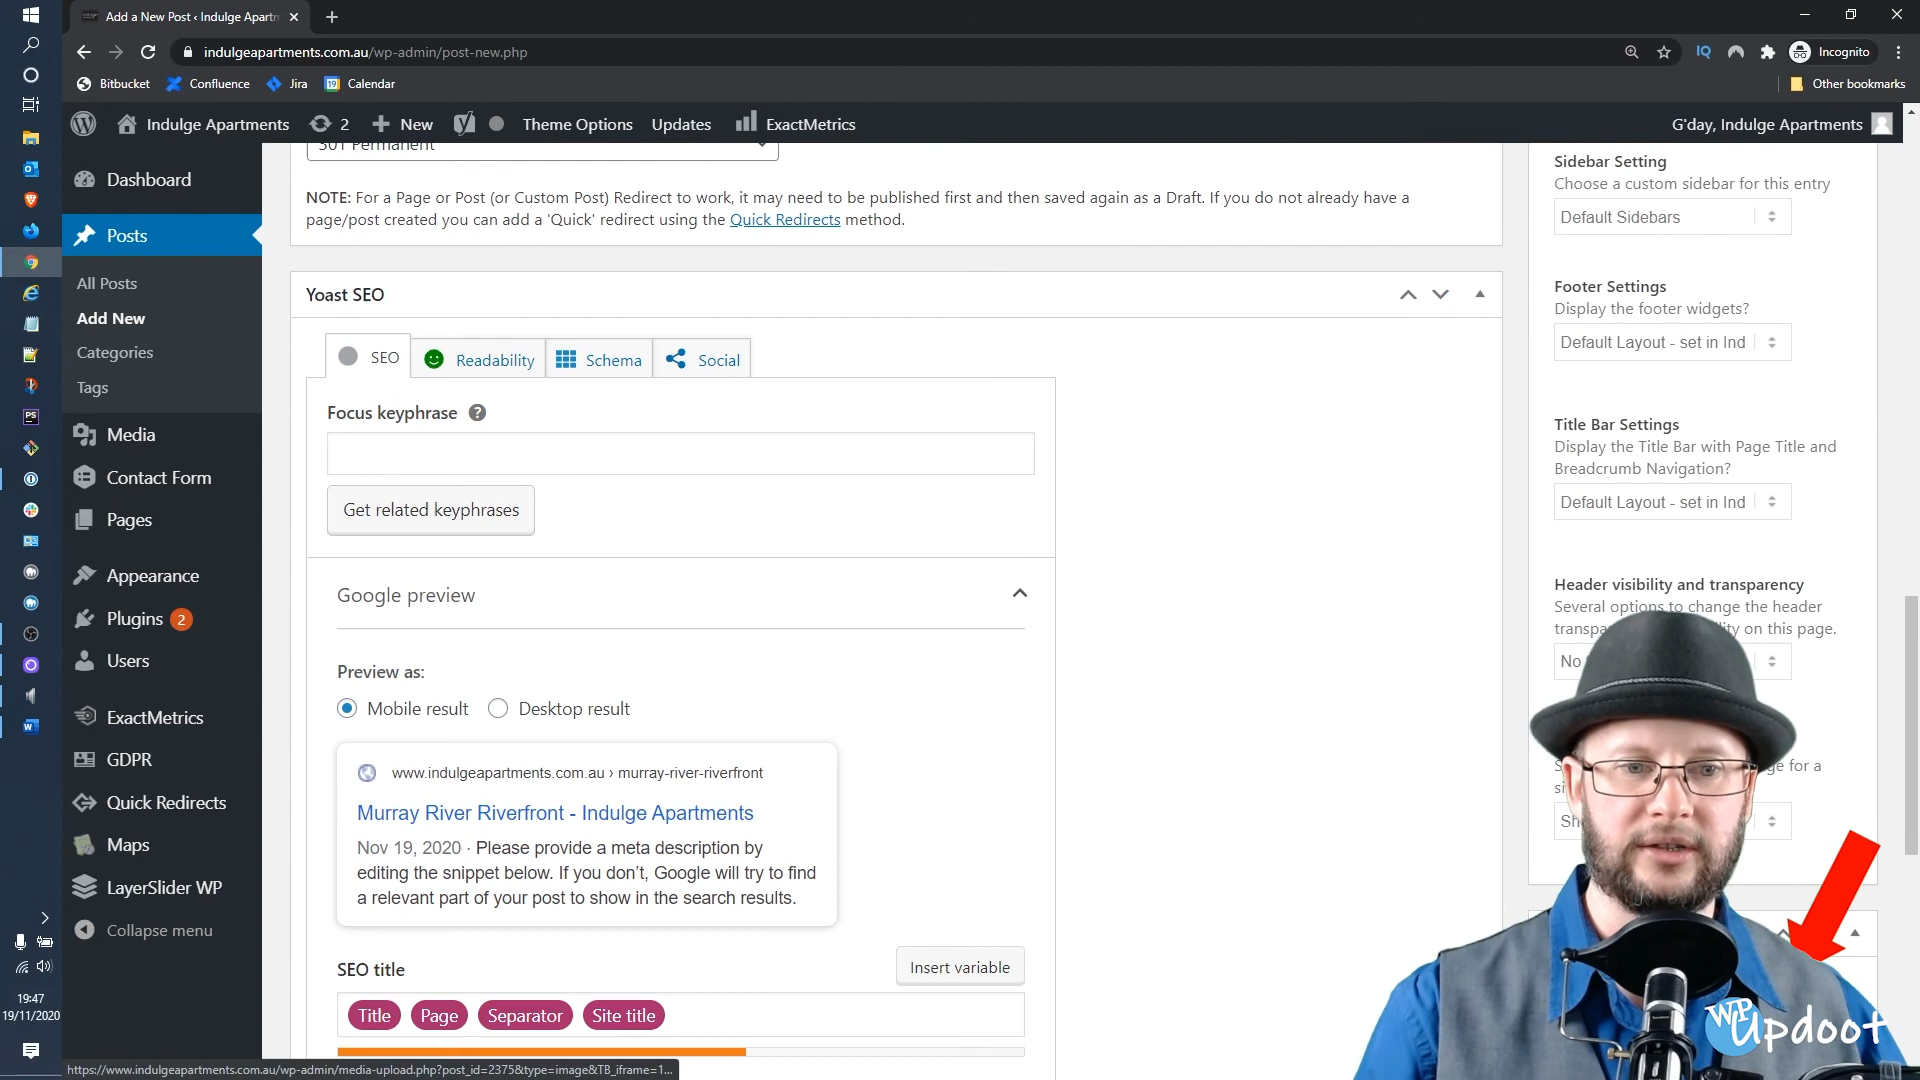 Add a New Post ‹ Indulge Apartm
indulgeapartments.com.au/wp-admin/post-new.php
Incognito
Bitbucket
Confluence
Jira
Calendar
Other bookmarks
Indulge Apartments
2
New
Theme Options
Updates
ExactMetrics
G'day, Indulge Apartments
Dashboard
Posts
All Posts
Add New
Categories
Tags
Media
Contact Form
Pages
Appearance
Plugins 2
Users
ExactMetrics
GDPR
Quick Redirects
Maps
LayerSlider WP
Collapse menu
19:47
19/11/2020
301 Permanent
NOTE: For a Page or Post (or Custom Post) Redirect to work, it may need to be published first and then saved again as a Draft. If you do not already have a
page/post created you can add a 'Quick' redirect using the Quick Redirects method.
Yoast SEO
SEO
Readability
Schema
Social
Focus keyphrase ?
Get related keyphrases
Google preview
Preview as:
Mobile result
Desktop result
www.indulgeapartments.com.au › murray-river-riverfront
Murray River Riverfront - Indulge Apartments
Nov 19, 2020 · Please provide a meta description by
editing the snippet below. If you don’t, Google will try to find
a relevant part of your post to show in the search results.
SEO title
Insert variable
Title
Page
Separator
Site title
https://www.indulgeapartments.com.au/wp-admin/media-upload.php?post_id=2375&type=image&TB_iframe=1...
Sidebar Setting
Choose a custom sidebar for this entry
Default Sidebars
Footer Settings
Display the footer widgets?
Default Layout - set in Ind
Title Bar Settings
Display the Title Bar with Page Title and
Breadcrumb Navigation?
Default Layout - set in Ind
Header visibility and transparency
Several options to change the header
on this page.
No
for a
WP Updoot